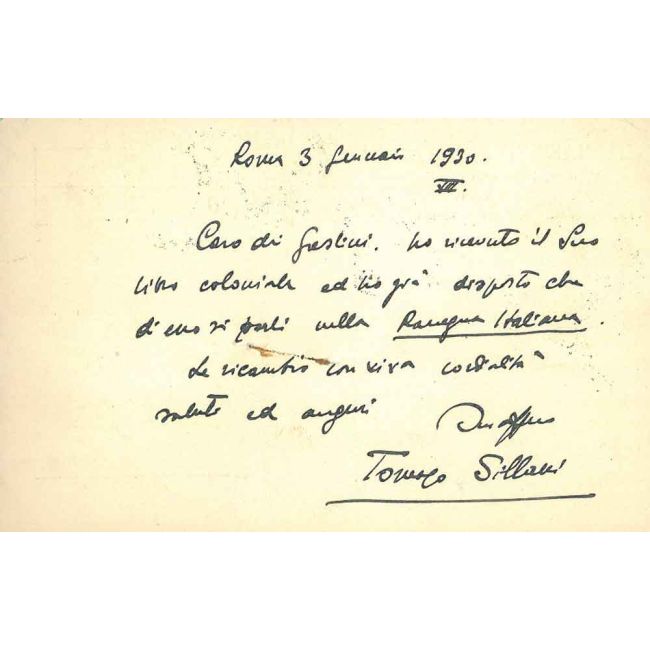 Roma 3 Gennaio 1930.
VIII.
Caro di ho ricevuto il Suo
libro coloniale ed ho già disposto che
di esso si parli nella Rassegna Italiana.
Le ricambio con viva cordialità
saluti ed auguri
Tomaso Sillani